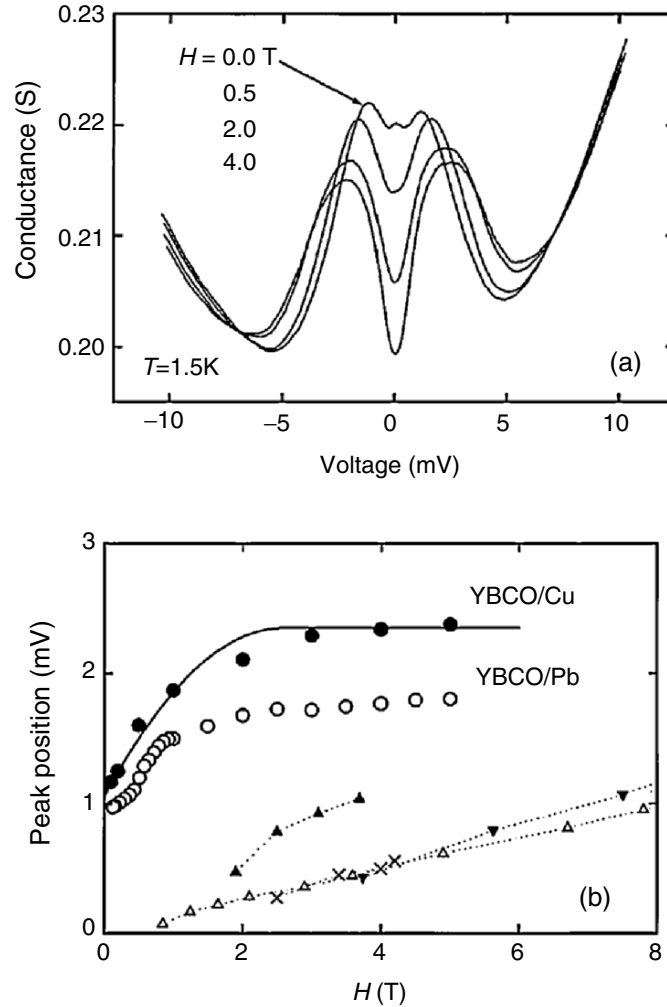 0.23
0.22
0.21
0.20
Conductance (S)
H = 0.0 T
0.5
2.0
4.0
T=1.5K
(a)
−10
−5
0
5
10
Voltage (mV)
3
2
1
0
Peak position (mV)
YBCO/Cu
YBCO/Pb
(b)
0
2
4
6
8
H (T)